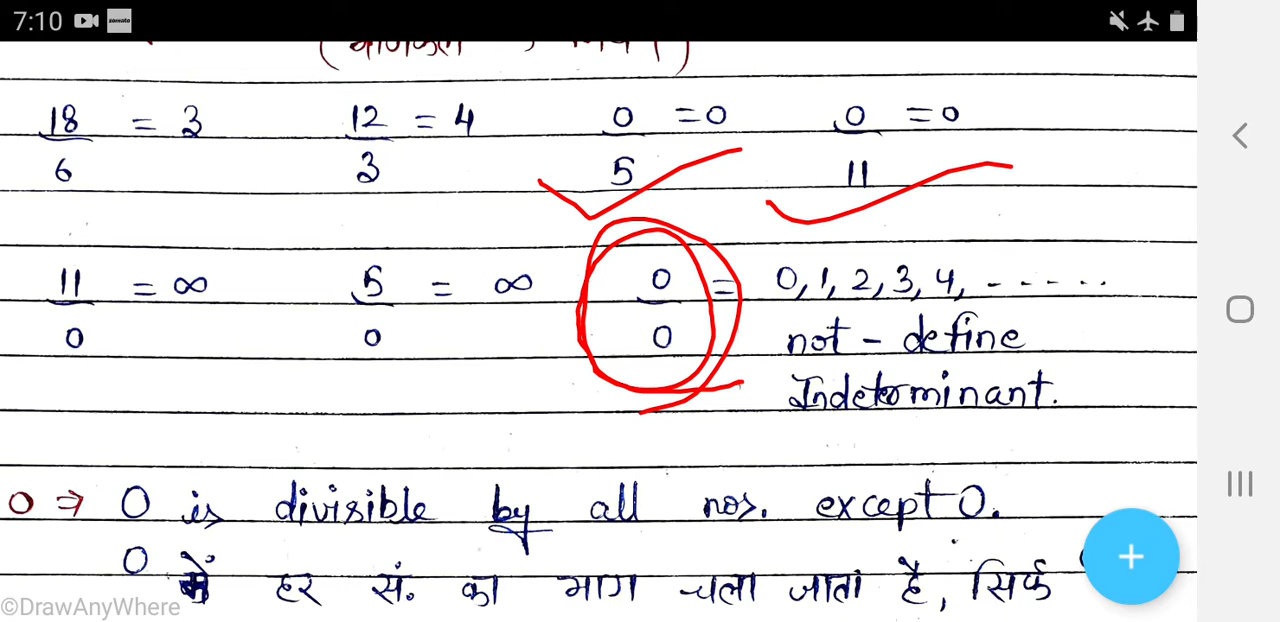 7:10 zomato
18/6 = 3 12/3 = 4 0/5 = 0 0/11 = 0
11/0 = ∞ 5/0 = ∞ 0/0 = 0, 1, 2, 3, 4, ------
not - define
Indeterminant.
0 ⇒ 0 is divisible by all nos. except 0.
0 में हर सं. का भाग चला जाता है, सिर्फ
©DrawAnyWhere